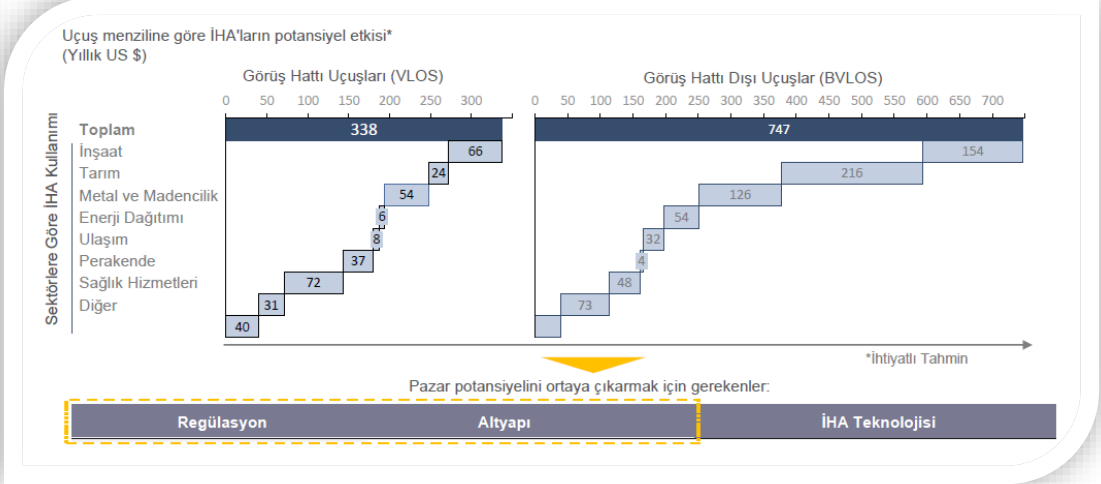 Uçuş menziline göre İHA'ların potansiyel etkisi*
(Yıllık US $)
Görüş Hattı Uçuşları (VLOS)
Görüş Hattı Dışı Uçuşlar (BVLOS)
0 50 100 150 200 250 300
0 50 100 150 200 250 300 350 400 450 500 550 600 650 700
Sektörlere Göre İHA Kullanımı
Toplam 338 747
İnşaat 66 154
Tarım 24 216
Metal ve Madencilik 54 126
Enerji Dağıtımı 6 54
Ulaşım 8 32
Perakende 37 4
Sağlık Hizmetleri 72 48
Diğer 31 73
40
*İhtiyatlı Tahmin
Pazar potansiyelini ortaya çıkarmak için gerekenler:
Regülasyon Altyapı İHA Teknolojisi